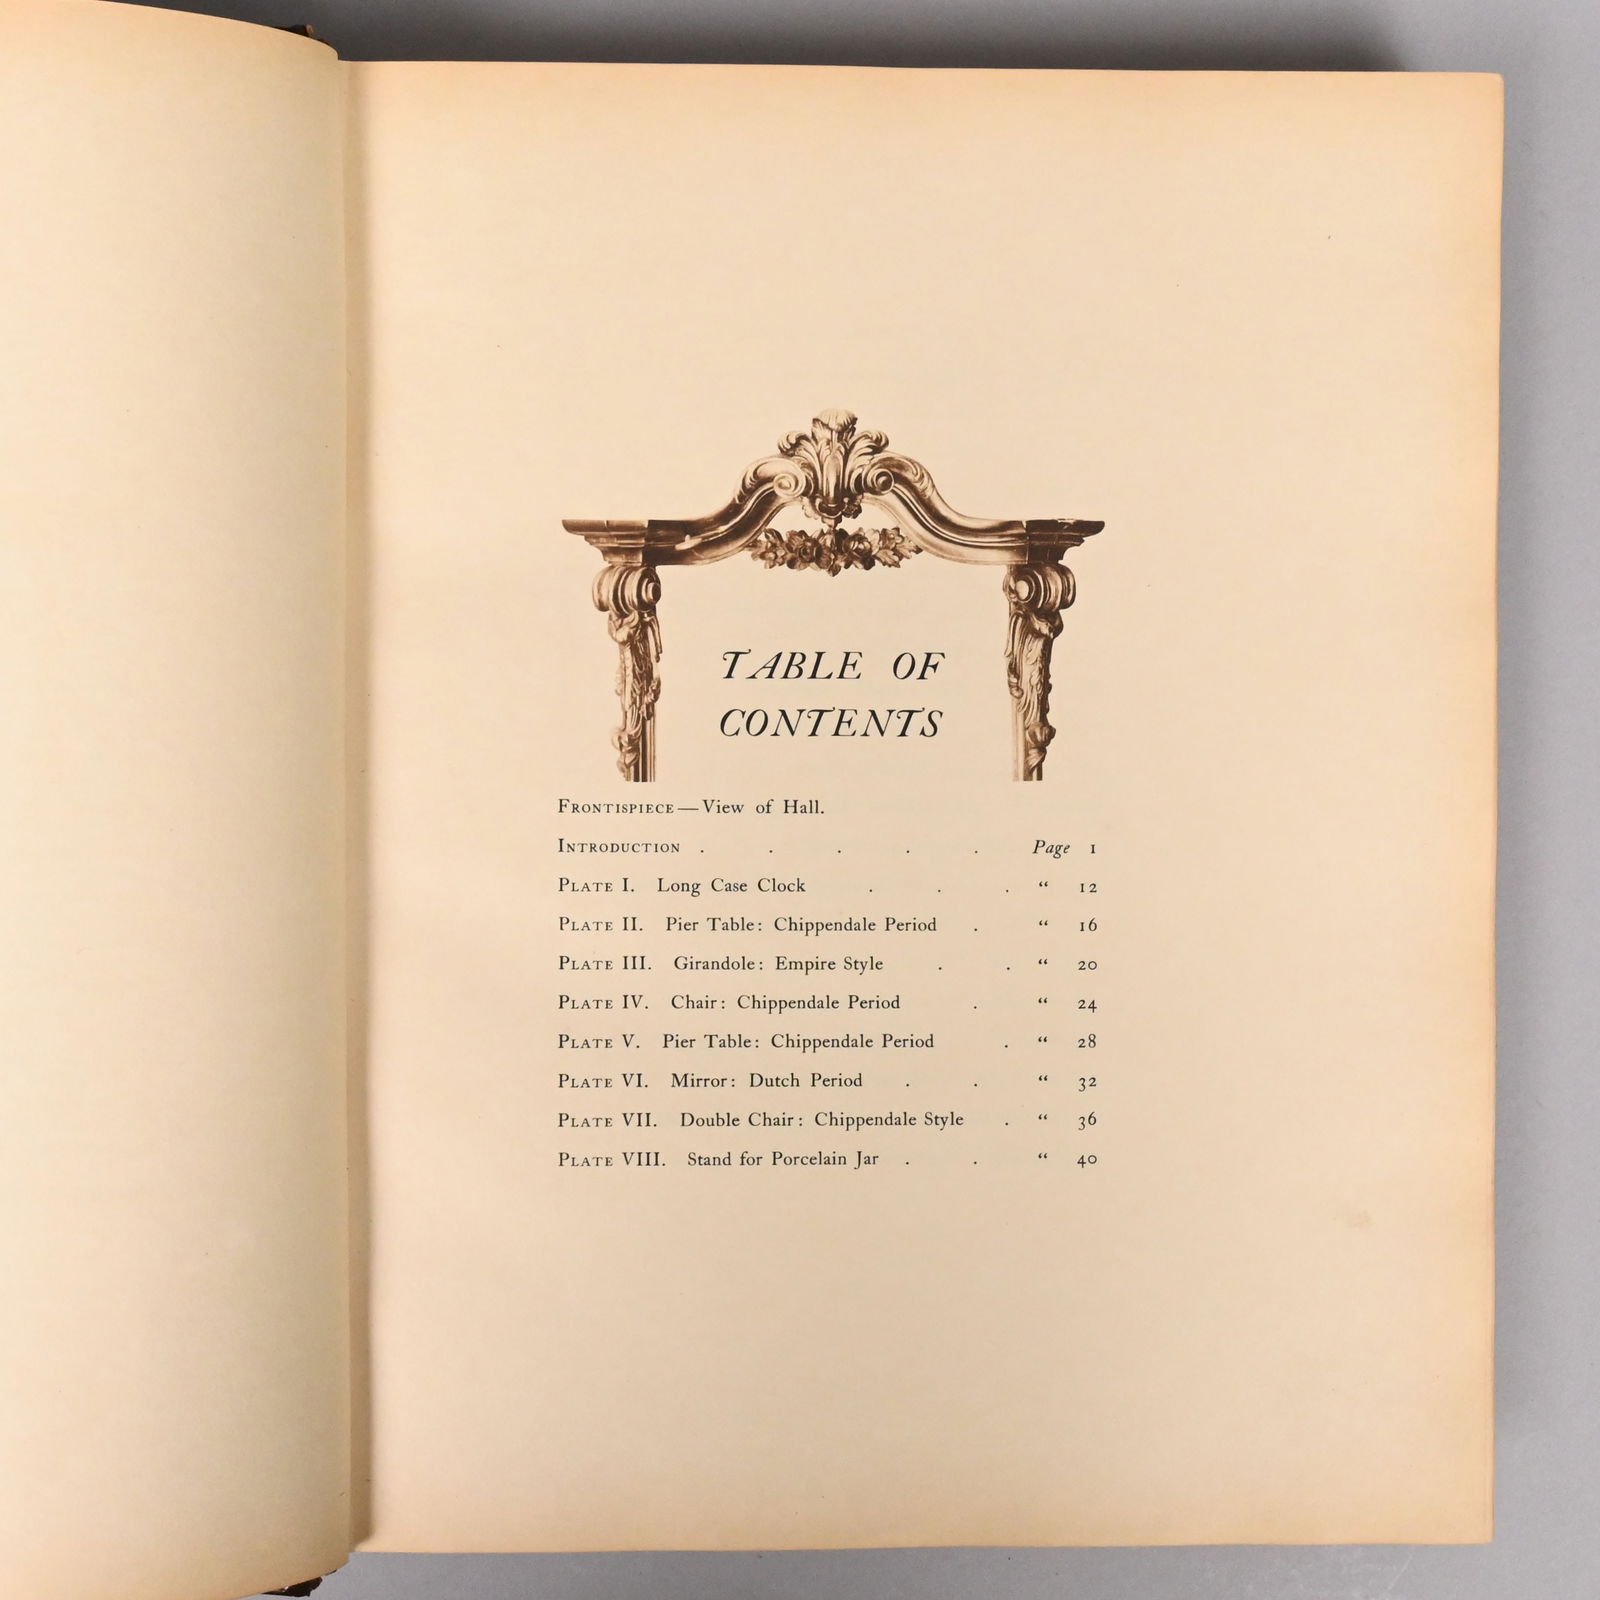 TABLE OF
CONTENTS
FRONTISPIECE—View of Hall.
INTRODUCTION . . . . . Page 1
PLATE I. Long Case Clock . . . “ 12
PLATE II. Pier Table: Chippendale Period . “ 16
PLATE III. Girandole: Empire Style . . “ 20
PLATE IV. Chair: Chippendale Period . “ 24
PLATE V. Pier Table: Chippendale Period . “ 28
PLATE VI. Mirror: Dutch Period . . “ 32
PLATE VII. Double Chair: Chippendale Style . “ 36
PLATE VIII. Stand for Porcelain Jar . . “ 40